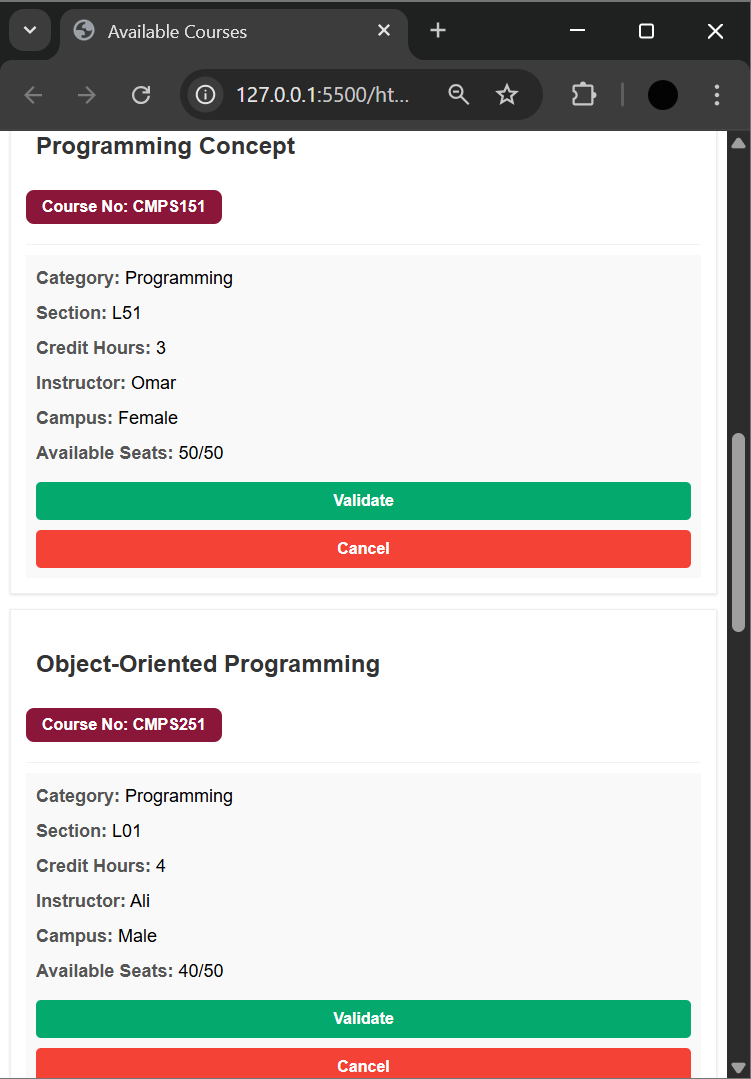 Available Courses
127.0.0.1:5500/ht...
Programming Concept
Course No: CMPS151
Category: Programming
Section: L51
Credit Hours: 3
Instructor: Omar
Campus: Female
Available Seats: 50/50
Validate
Cancel
Object-Oriented Programming
Course No: CMPS251
Category: Programming
Section: L01
Credit Hours: 4
Instructor: Ali
Campus: Male
Available Seats: 40/50
Validate
Cancel